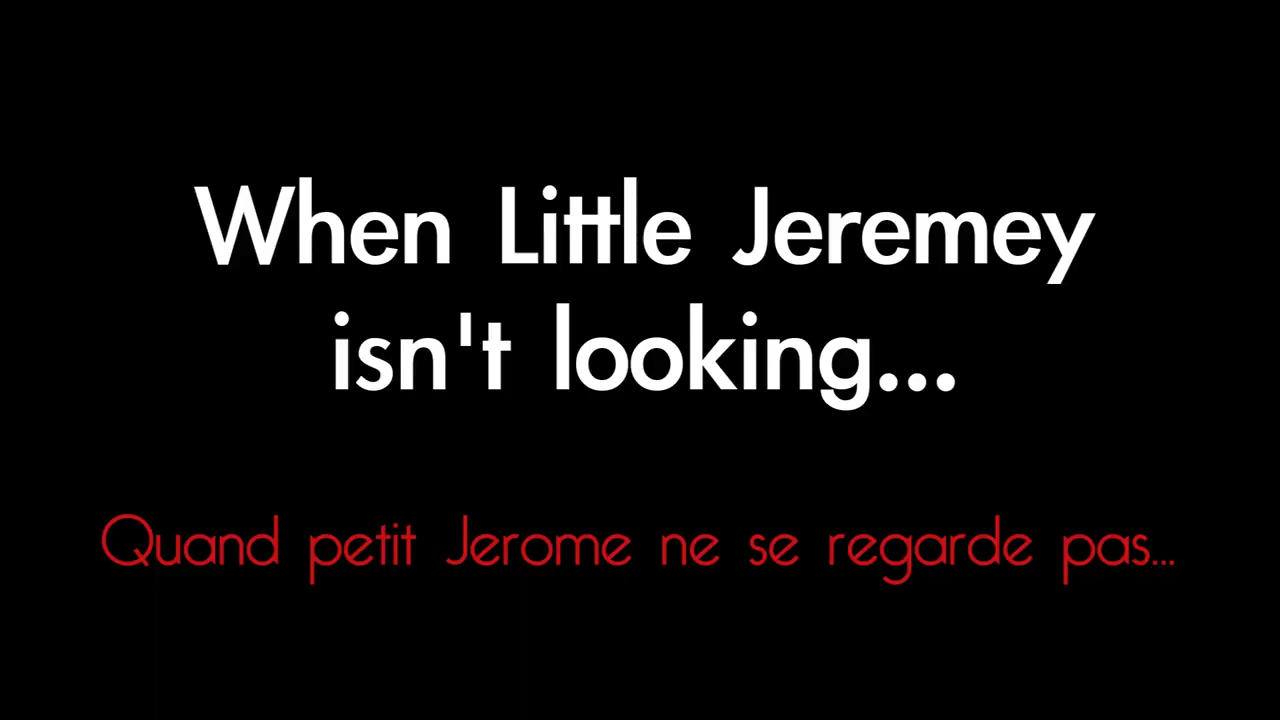 When Little Jeremey
isn't looking...
Quand petit Jerome ne se regarde pas...